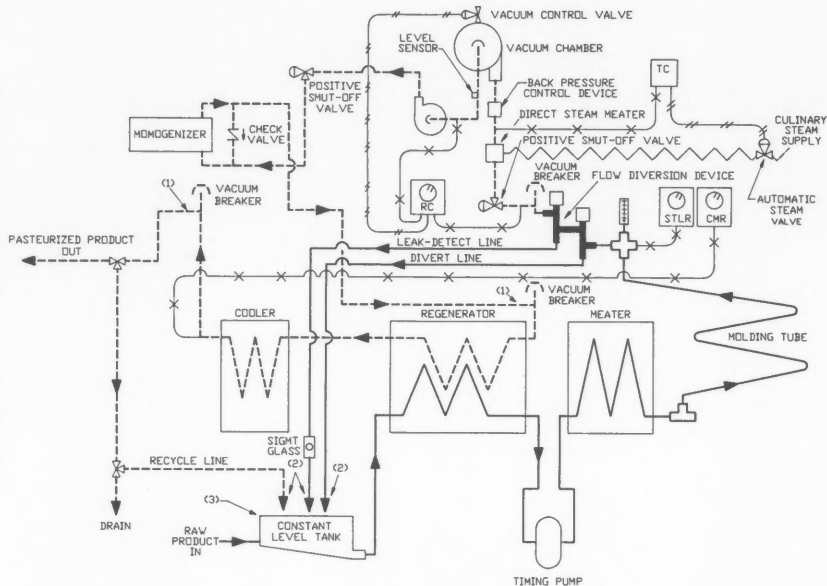 VACUUM CONTROL VALVE
LEVEL
SENSOR
VACUUM CHAMBER
TC
POSITIVE
SMUT-OFF
VALVE
BACK PRESSURE
CONTROL DEVICE
CULINARY
STEAM
SUPPLY
MOMOGENIZER
CHECK
VALVE
DIRECT STEAM MEATER
POSITIVE SMUT-OFF VALVE
VACUUM
BREAKER
FLOW DIVERSION DEVICE
AUTOMATIC
STEAM
VALVE
(1)
VACUUM
BREAKER
RC
STLR
CMR
PASTEURIZED PRODUCT
OUT
LEAK-DETECT LINE
DIVERT LINE
(1)
VACUUM
BREAKER
COOLER
REGENERATOR
MEATER
MOLDING TUBE
SIGMT
GLASS
RECYCLE LINE
(2)
(2)
(3)
DRAIN
RAW
PRODUCT
IN
CONSTANT
LEVEL TANK
TIMING PUMP